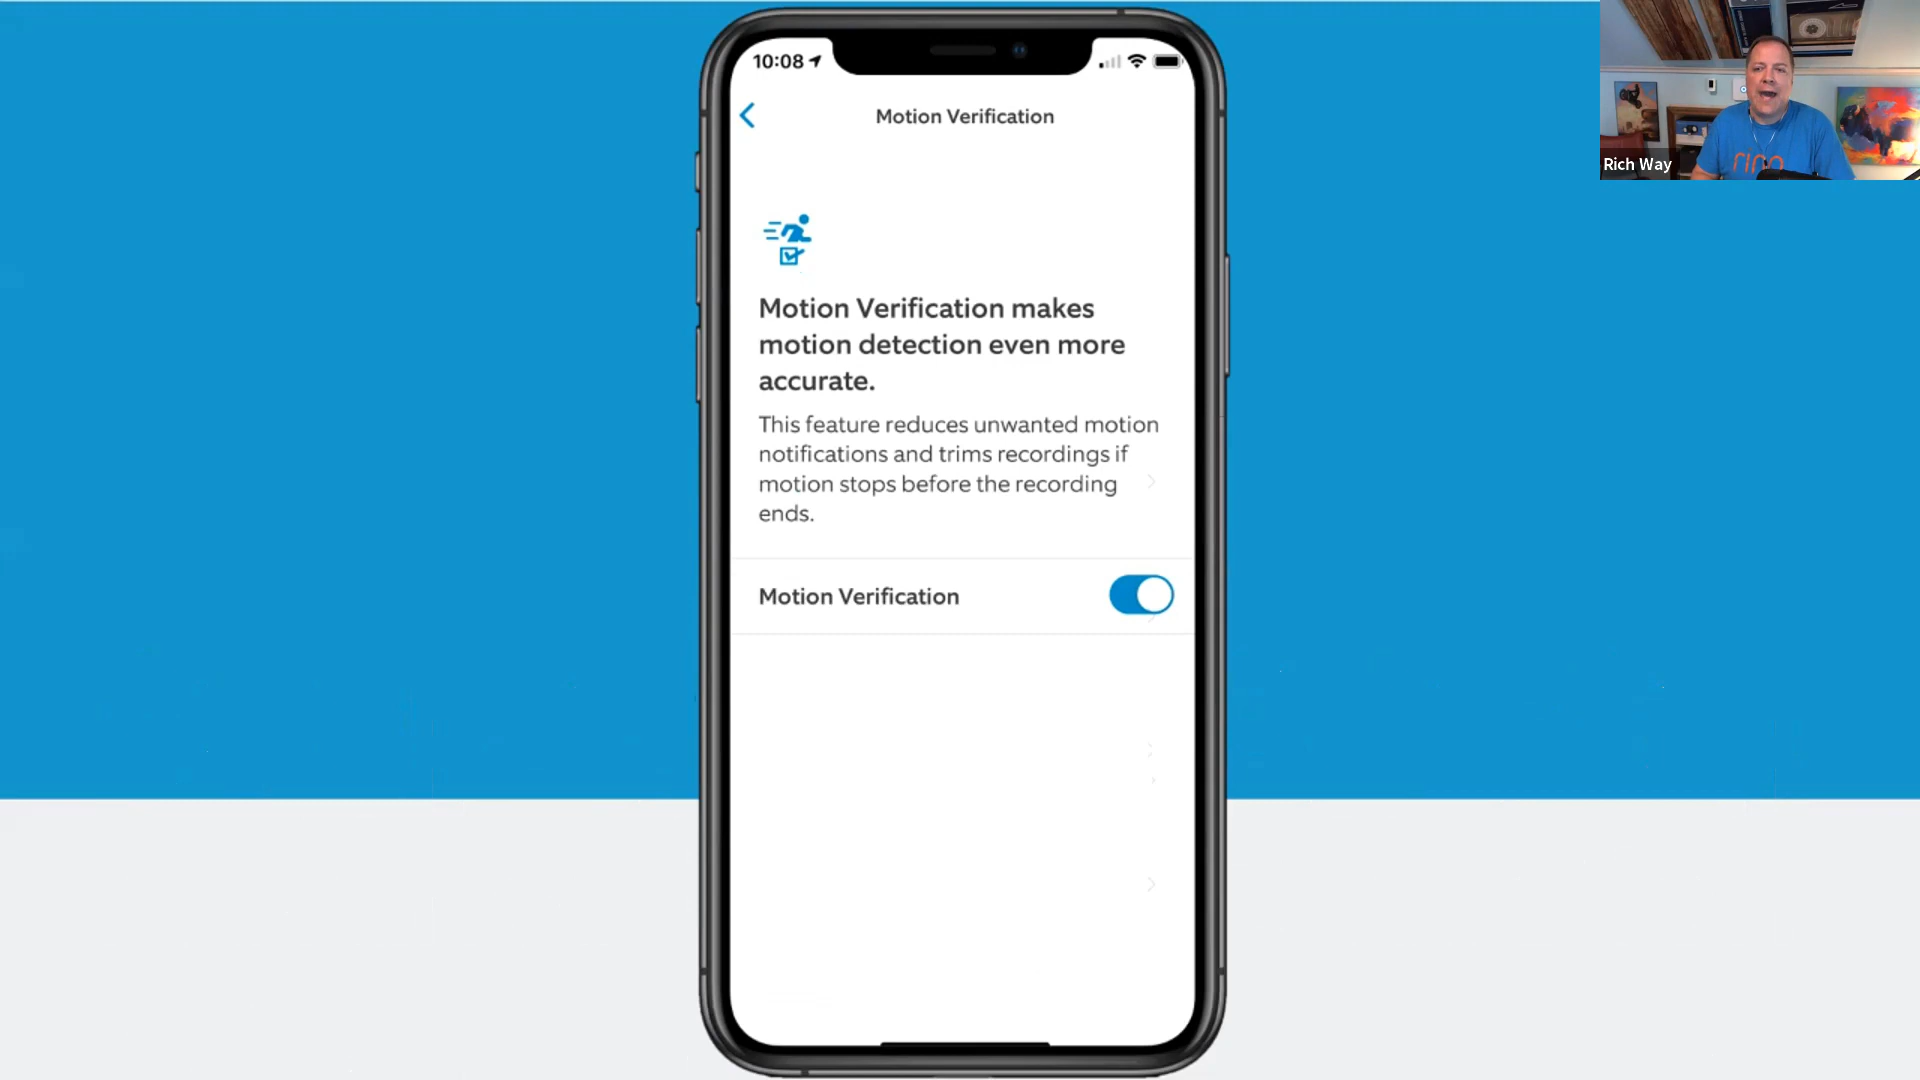 10:08
Motion Verification
Motion Verification makes
motion detection even more
accurate.
This feature reduces unwanted motion
notifications and trims recordings if
motion stops before the recording
ends.
Motion Verification
Rich Way
ring